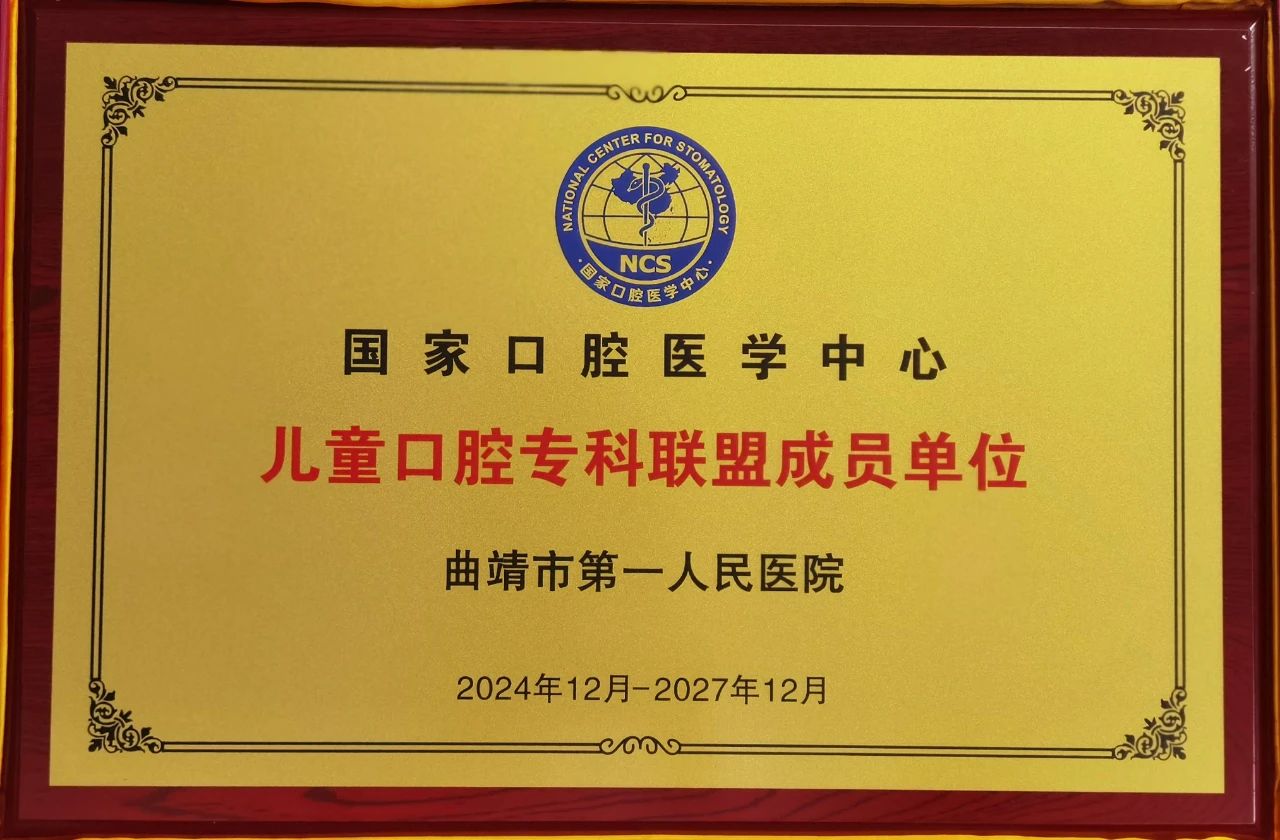 NATIONAL CENTER FOR STOMATOLOGY
NCS
·国家口腔医学中心·
国家口腔医学中心
儿童口腔专科联盟成员单位
曲靖市第一人民医院
2024年12月-2027年12月